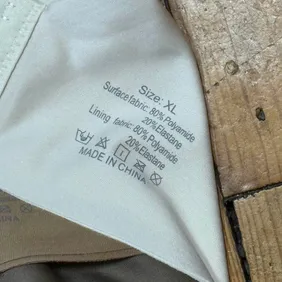 Size: XL
Surface fabric: 80% Polyamide
20% Elastane
Lining fabric: 80% Polyamide
20% Elastane
MADE IN CHINA